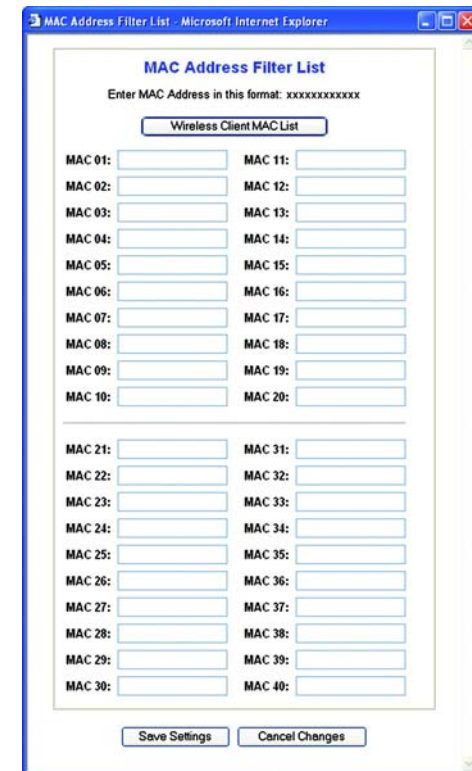 MAC Address Filter List - Microsoft Internet Explorer
MAC Address Filter List
Enter MAC Address in this format: xxxxxxxxxxxx
Wireless Client MAC List
MAC 01: MAC 11:
MAC 02: MAC 12:
MAC 03: MAC 13:
MAC 04: MAC 14:
MAC 05: MAC 15:
MAC 06: MAC 16:
MAC 07: MAC 17:
MAC 08: MAC 18:
MAC 09: MAC 19:
MAC 10: MAC 20:
MAC 21: MAC 31:
MAC 22: MAC 32:
MAC 23: MAC 33:
MAC 24: MAC 34:
MAC 25: MAC 35:
MAC 26: MAC 36:
MAC 27: MAC 37:
MAC 28: MAC 38:
MAC 29: MAC 39:
MAC 30: MAC 40:
Save Settings Cancel Changes